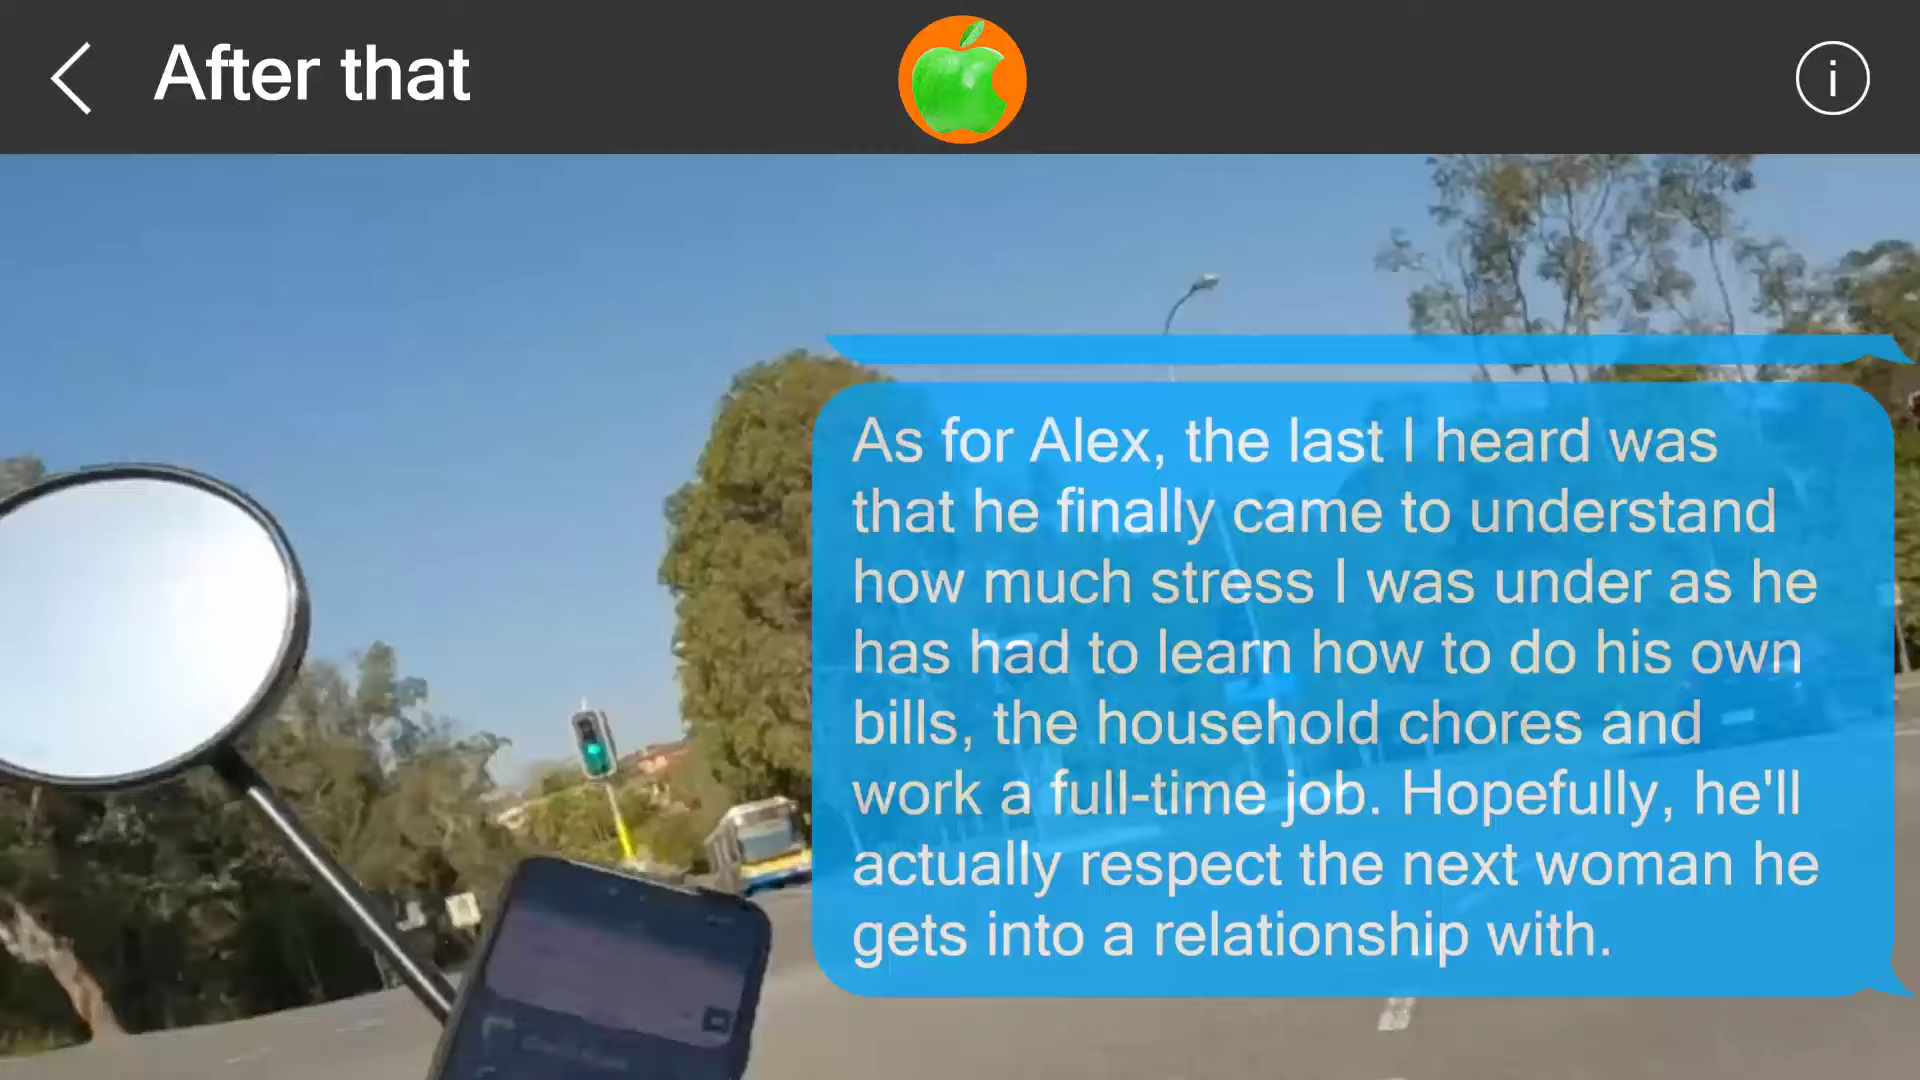 After that
i
As for Alex, the last I heard was
that he finally came to understand
how much stress I was under as he
has had to learn how to do his own
bills, the household chores and
work a full-time job. Hopefully, he'll
actually respect the next woman he
gets into a relationship with.